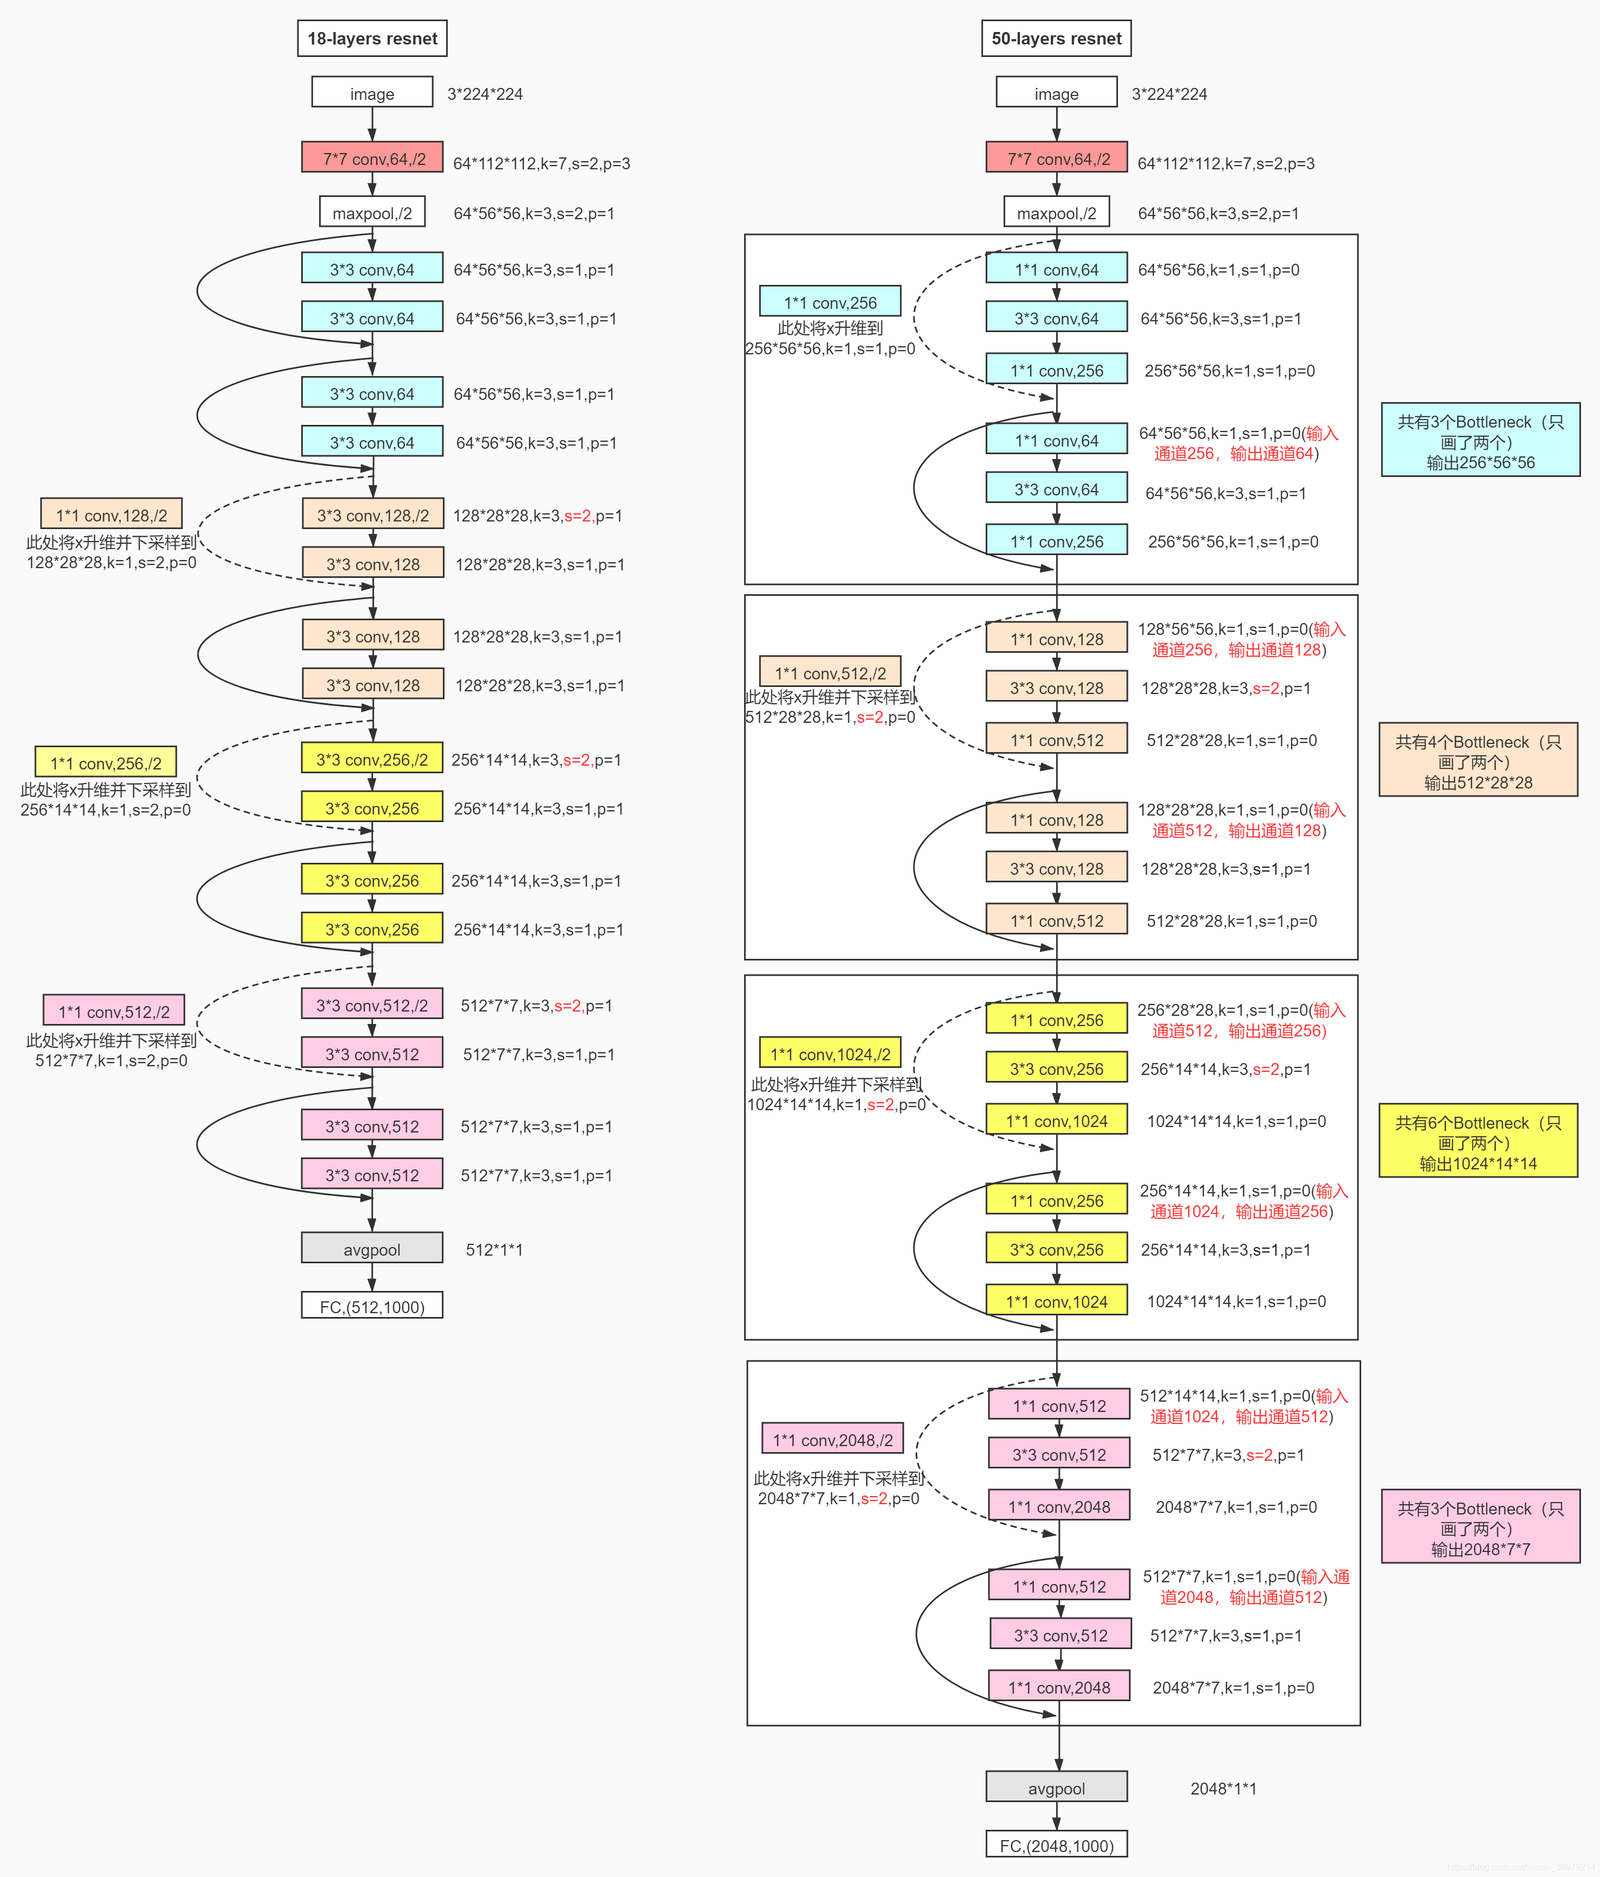 18-layers resnet
image
3*224*224
7*7 conv,64,/2
64*112*112,k=7,s=2,p=3
maxpool,/2
64*56*56,k=3,s=2,p=1
3*3 conv,64
64*56*56,k=3,s=1,p=1
3*3 conv,64
64*56*56,k=3,s=1,p=1
3*3 conv,64
64*56*56,k=3,s=1,p=1
3*3 conv,64
64*56*56,k=3,s=1,p=1
1*1 conv,128,/2
此处将x升维并下采样到
128*28*28,k=1,s=2,p=0
3*3 conv,128,/2
128*28*28,k=3,s=2,p=1
3*3 conv,128
128*28*28,k=3,s=1,p=1
3*3 conv,128
128*28*28,k=3,s=1,p=1
3*3 conv,128
128*28*28,k=3,s=1,p=1
1*1 conv,256,/2
此处将x升维并下采样到
256*14*14,k=1,s=2,p=0
3*3 conv,256,/2
256*14*14,k=3,s=2,p=1
3*3 conv,256
256*14*14,k=3,s=1,p=1
3*3 conv,256
256*14*14,k=3,s=1,p=1
3*3 conv,256
256*14*14,k=3,s=1,p=1
1*1 conv,512,/2
此处将x升维并下采样到
512*7*7,k=1,s=2,p=0
3*3 conv,512,/2
512*7*7,k=3,s=2,p=1
3*3 conv,512
512*7*7,k=3,s=1,p=1
3*3 conv,512
512*7*7,k=3,s=1,p=1
3*3 conv,512
512*7*7,k=3,s=1,p=1
avgpool
512*1*1
FC,(512,1000)
50-layers resnet
image
3*224*224
7*7 conv,64,/2
64*112*112,k=7,s=2,p=3
maxpool,/2
64*56*56,k=3,s=2,p=1
1*1 conv,256
此处将x升维到
256*56*56,k=1,s=1,p=0
1*1 conv,64
64*56*56,k=1,s=1,p=0
3*3 conv,64
64*56*56,k=3,s=1,p=1
1*1 conv,256
256*56*56,k=1,s=1,p=0
1*1 conv,64
64*56*56,k=1,s=1,p=0(输入
通道256，输出通道64)
3*3 conv,64
64*56*56,k=3,s=1,p=1
1*1 conv,256
256*56*56,k=1,s=1,p=0
共有3个Bottleneck（只
画了两个）
输出256*56*56
1*1 conv,512,/2
此处将x升维并下采样到
512*28*28,k=1,s=2,p=0
1*1 conv,128
128*56*56,k=1,s=1,p=0(输入
通道256，输出通道128)
3*3 conv,128
128*28*28,k=3,s=2,p=1
1*1 conv,512
512*28*28,k=1,s=1,p=0
1*1 conv,128
128*28*28,k=1,s=1,p=0(输入
通道512，输出通道128)
3*3 conv,128
128*28*28,k=3,s=1,p=1
1*1 conv,512
512*28*28,k=1,s=1,p=0
共有4个Bottleneck（只
画了两个）
输出512*28*28
1*1 conv,1024,/2
此处将x升维并下采样到
1024*14*14,k=1,s=2,p=0
1*1 conv,256
256*28*28,k=1,s=1,p=0(输入
通道512，输出通道256)
3*3 conv,256
256*14*14,k=3,s=2,p=1
1*1 conv,1024
1024*14*14,k=1,s=1,p=0
1*1 conv,256
256*14*14,k=1,s=1,p=0(输入
通道1024，输出通道256)
3*3 conv,256
256*14*14,k=3,s=1,p=1
1*1 conv,1024
1024*14*14,k=1,s=1,p=0
共有6个Bottleneck（只
画了两个）
输出1024*14*14
1*1 conv,2048,/2
此处将x升维并下采样到
2048*7*7,k=1,s=2,p=0
1*1 conv,512
512*14*14,k=1,s=1,p=0(输入
通道1024，输出通道512)
3*3 conv,512
512*7*7,k=3,s=2,p=1
1*1 conv,2048
2048*7*7,k=1,s=1,p=0
1*1 conv,512
512*7*7,k=1,s=1,p=0(输入通
道2048，输出通道512)
3*3 conv,512
512*7*7,k=3,s=1,p=1
1*1 conv,2048
2048*7*7,k=1,s=1,p=0
共有3个Bottleneck（只
画了两个）
输出2048*7*7
avgpool
2048*1*1
FC,(2048,1000)